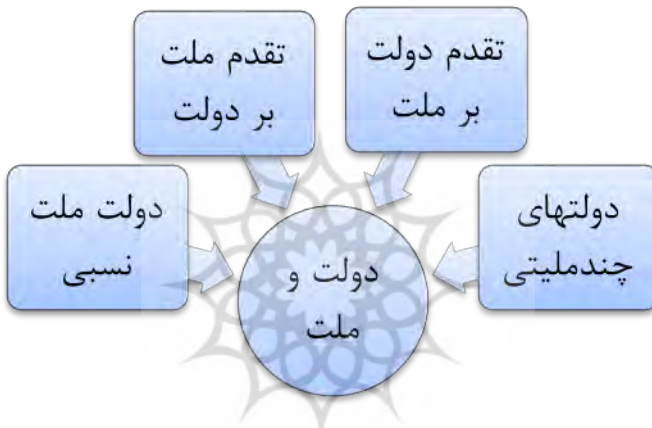 تقدم دولت
بر ملت
تقدم ملت
بر دولت
دولتهای
چندملیتی
دولت ملت
نسبی
دولت و
ملت